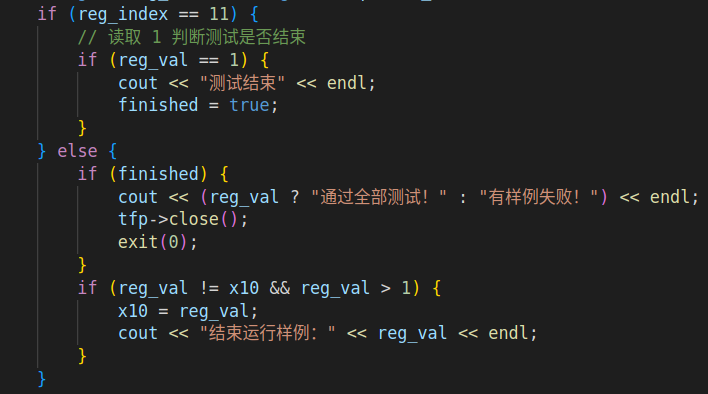 if (reg_index == 11) {
// 读取 1 判断测试是否结束
if (reg_val == 1) {
cout << "测试结束" << endl;
finished = true;
}
} else {
if (finished) {
cout << (reg_val ? "通过全部测试！" : "有样例失败！") << endl;
tfp->close();
exit(0);
}
if (reg_val != x10 && reg_val > 1) {
x10 = reg_val;
cout << "结束运行样例：" << reg_val << endl;
}
}